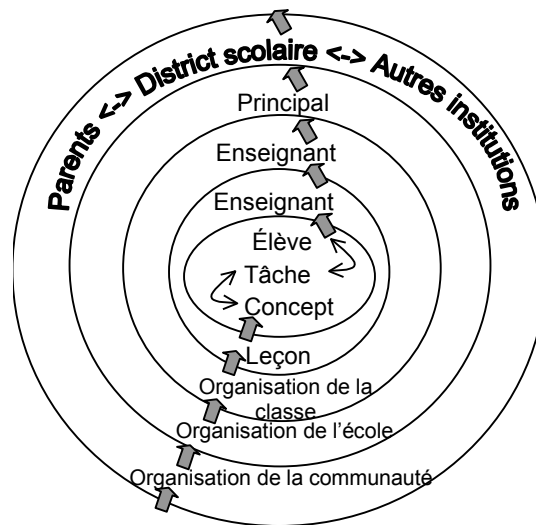 Parents <-> District scolaire <-> Autres institutions
Principal
Enseignant
Enseignant
Élève
Tâche
Concept
Leçon
Organisation de la
classe
Organisation de l'école
Organisation de la communauté